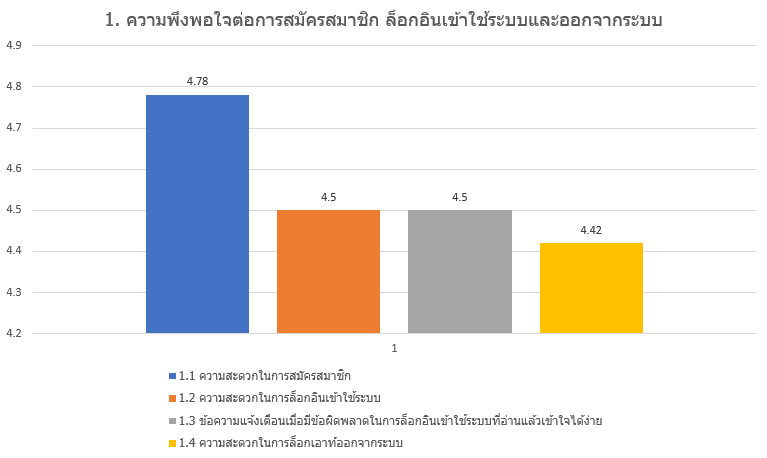 1. ความพึงพอใจต่อการสมัครสมาชิก ล็อกอินเข้าใช้ระบบและออกจากระบบ
4.9
4.8
4.7
4.6
4.5
4.4
4.3
4.2
4.78
4.5
4.5
4.42
1
1.1 ความสะดวกในการสมัครสมาชิก
1.2 ความสะดวกในการล็อกอินเข้าใช้ระบบ
1.3 ข้อความแจ้งเตือนเมื่อมีข้อผิดพลาดในการล็อกอินเข้าใช้ระบบที่อ่านแล้วเข้าใจได้ง่าย
1.4 ความสะดวกในการล็อกเอาท์ออกจากระบบ